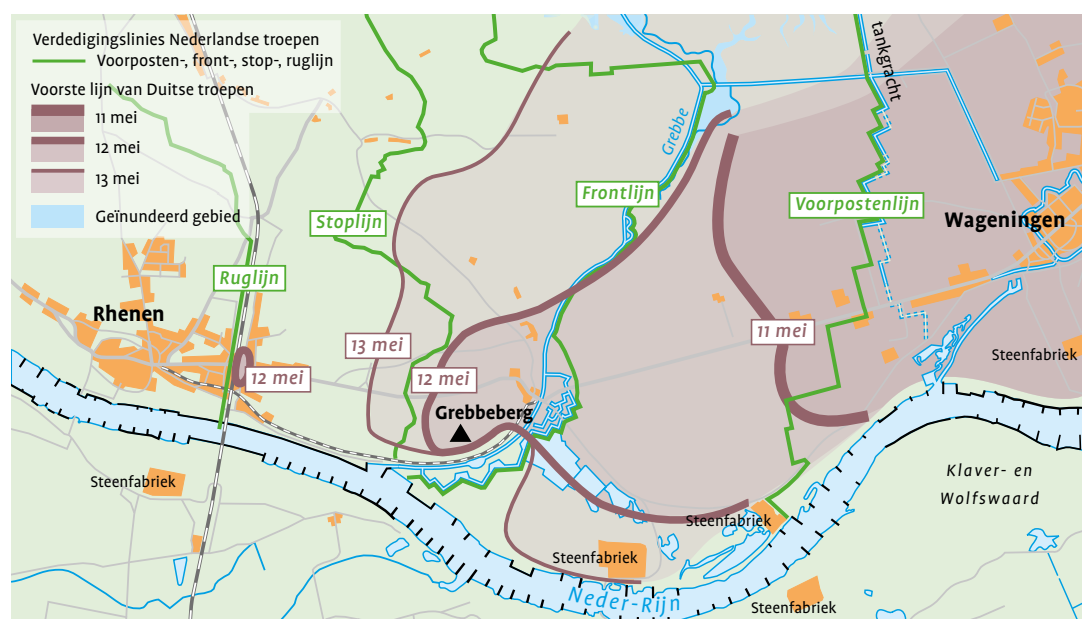 Verdedigingslinies Nederlandse troepen
Voorposten-, front-, stop-, ruglijn
Voorste lijn van Duitse troepen
11 mei
12 mei
13 mei
Geïnundeerd gebied
tankgracht
Grebbe
Frontlijn
Stoplijn
Voorpostenlijn
Wageningen
Ruglijn
Rhenen
13 mei
11 mei
12 mei
12 mei
Steenfabriek
Grebbeberg
Steenfabriek
Klaver- en
Wolfswaard
Steenfabriek
Steenfabriek
Neder-Rijn
Steenfabriek